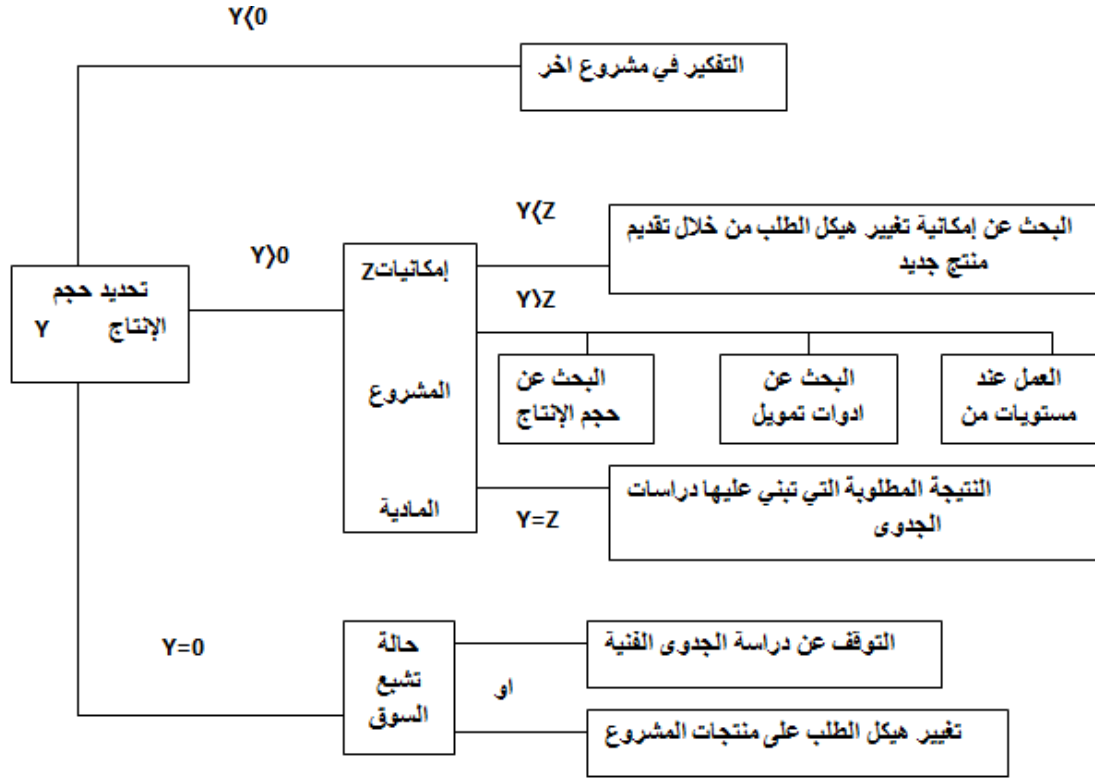 Y⟨0
التفكير في مشروع اخر
Y⟨Z
البحث عن إمكانية تغيير هيكل الطلب من خلال تقديم
منتج جديد
Y⟩0
إمكانياتZ
المشروع
المادية
تحديد حجم
الإنتاج Y
Y⟩Z
البحث عن
حجم الإنتاج
البحث عن
ادوات تمويل
العمل عند
مستويات من
النتيجة المطلوبة التي تبني عليها دراسات
الجدوى
Y=Z
Y=0
حالة
تشبع
السوق
التوقف عن دراسة الجدوى الفنية
او
تغيير هيكل الطلب على منتجات المشروع